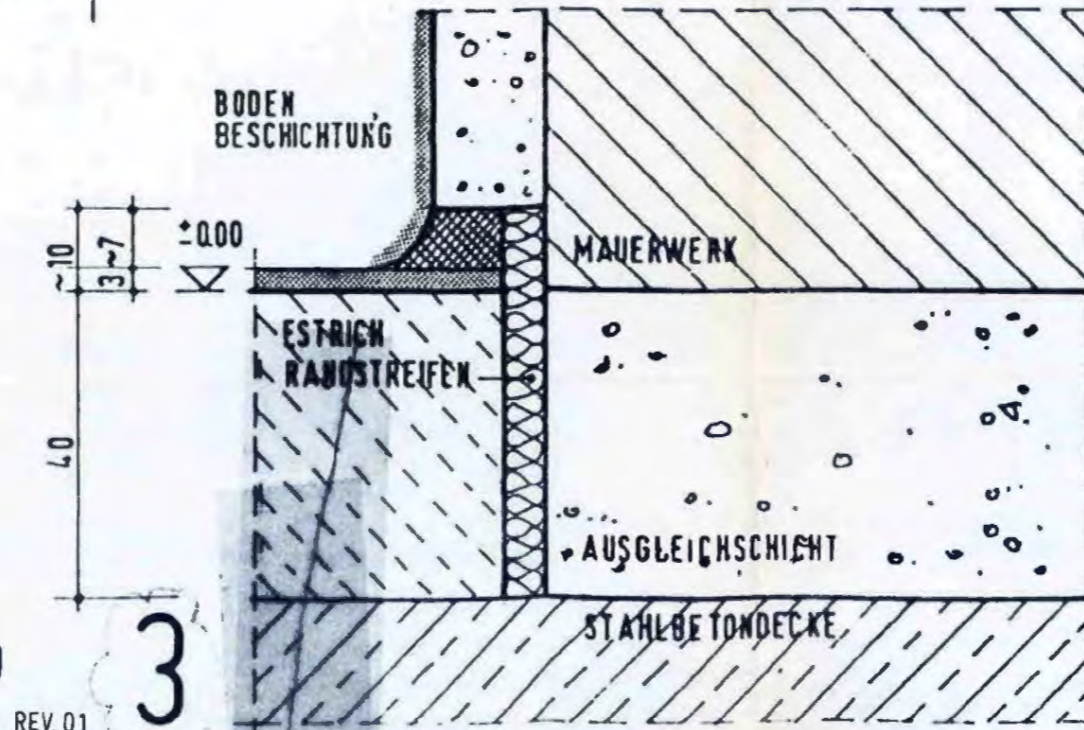 BODEN
BESCHICHTUNG
~10
3~7
±0.00
MAUERWERK
ESTRICH
RANDSTREIFEN
40
AUSGLEICHSCHICHT
STAHLBETONDECKE
3
REV 01